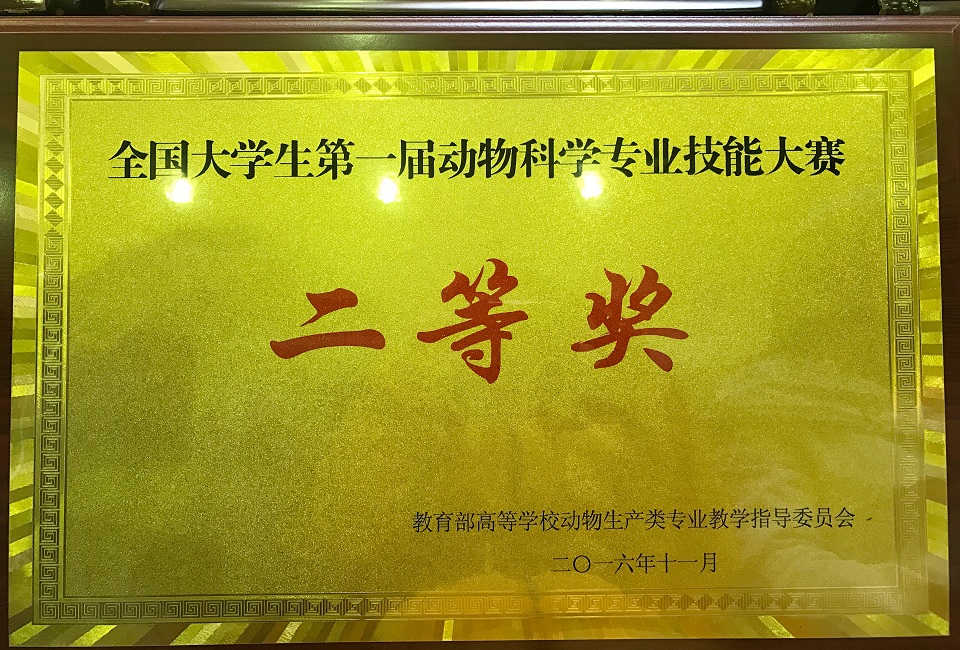 全国大学生第一届动物科学专业技能大赛
二等奖
教育部高等学校动物生产类专业教学指导委员会
二〇一六年十一月